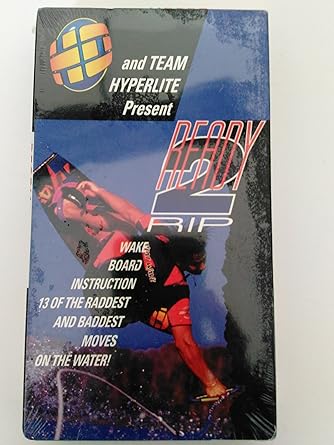 and TEAM
HYPERLITE
Present
READY
2
RIP
WAKE
BOARD
INSTRUCTION
13 OF THE RADDEST
AND BADDEST
MOVES
ON THE WATER!